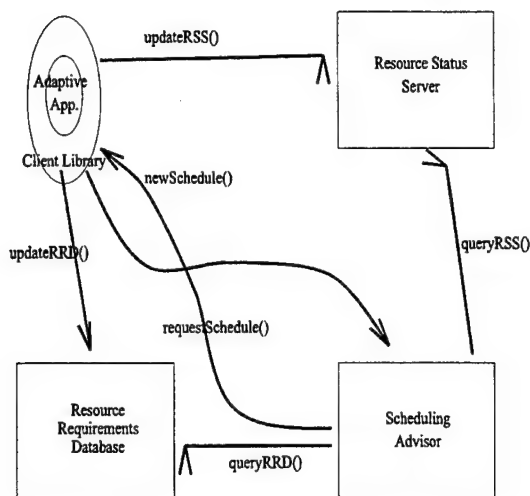 updateRSS()
Adaptive
App.
Resource Status
Server
Client Library
newSchedule()
updateRRD()
queryRSS()
requestSchedule()
Resource
Requirements
Database
Scheduling
Advisor
queryRRD()